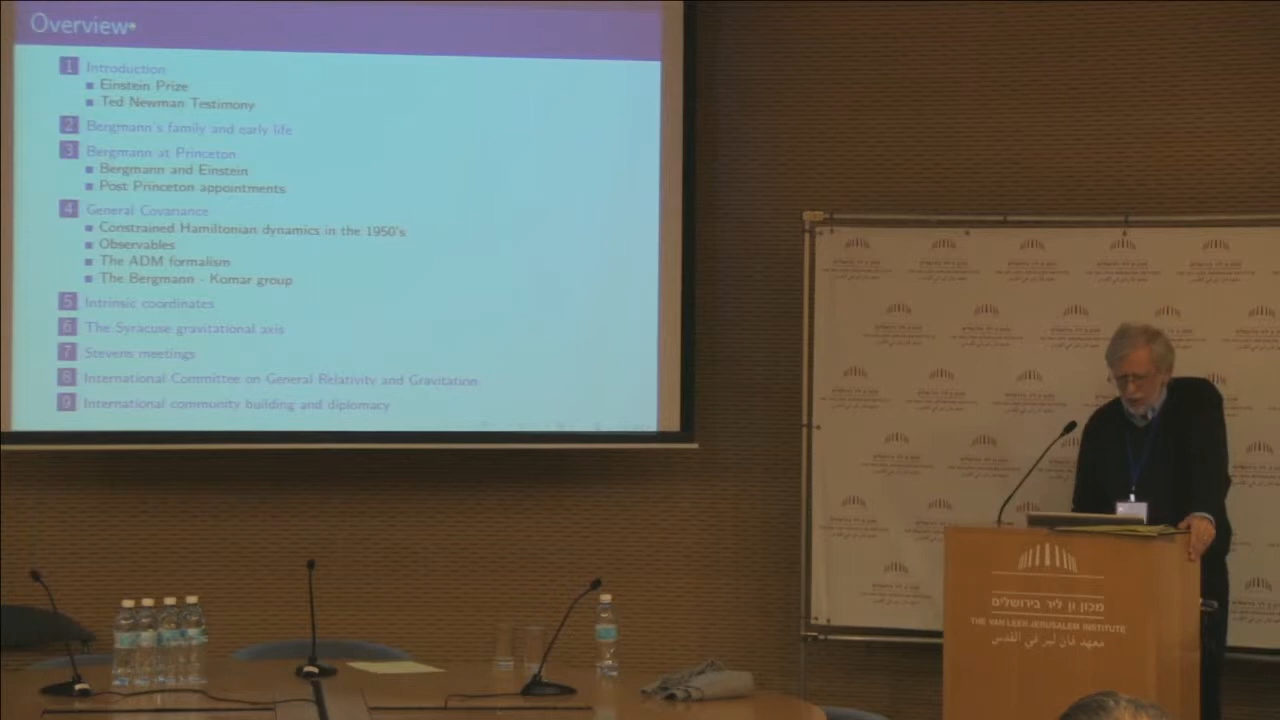 Overview*
1 Introduction
Einstein Prize
Ted Newman Testimony
2 Bergmann's family and early life
3 Bergmann at Princeton
Bergmann and Einstein
Post Princeton appointments
4 General Covariance
Constrained Hamiltonian dynamics in the 1950's
Observables
The ADM formalism
The Bergmann - Komar group
5 Intrinsic coordinates
6 The Syracuse gravitational axis
7 Stevens meetings
8 International Committee on General Relativity and Gravitation
9 International community building and diplomacy
מכון ון ליר בירושלים
THE VAN LEER JERUSALEM INSTITUTE
معهد فان لير في القدس